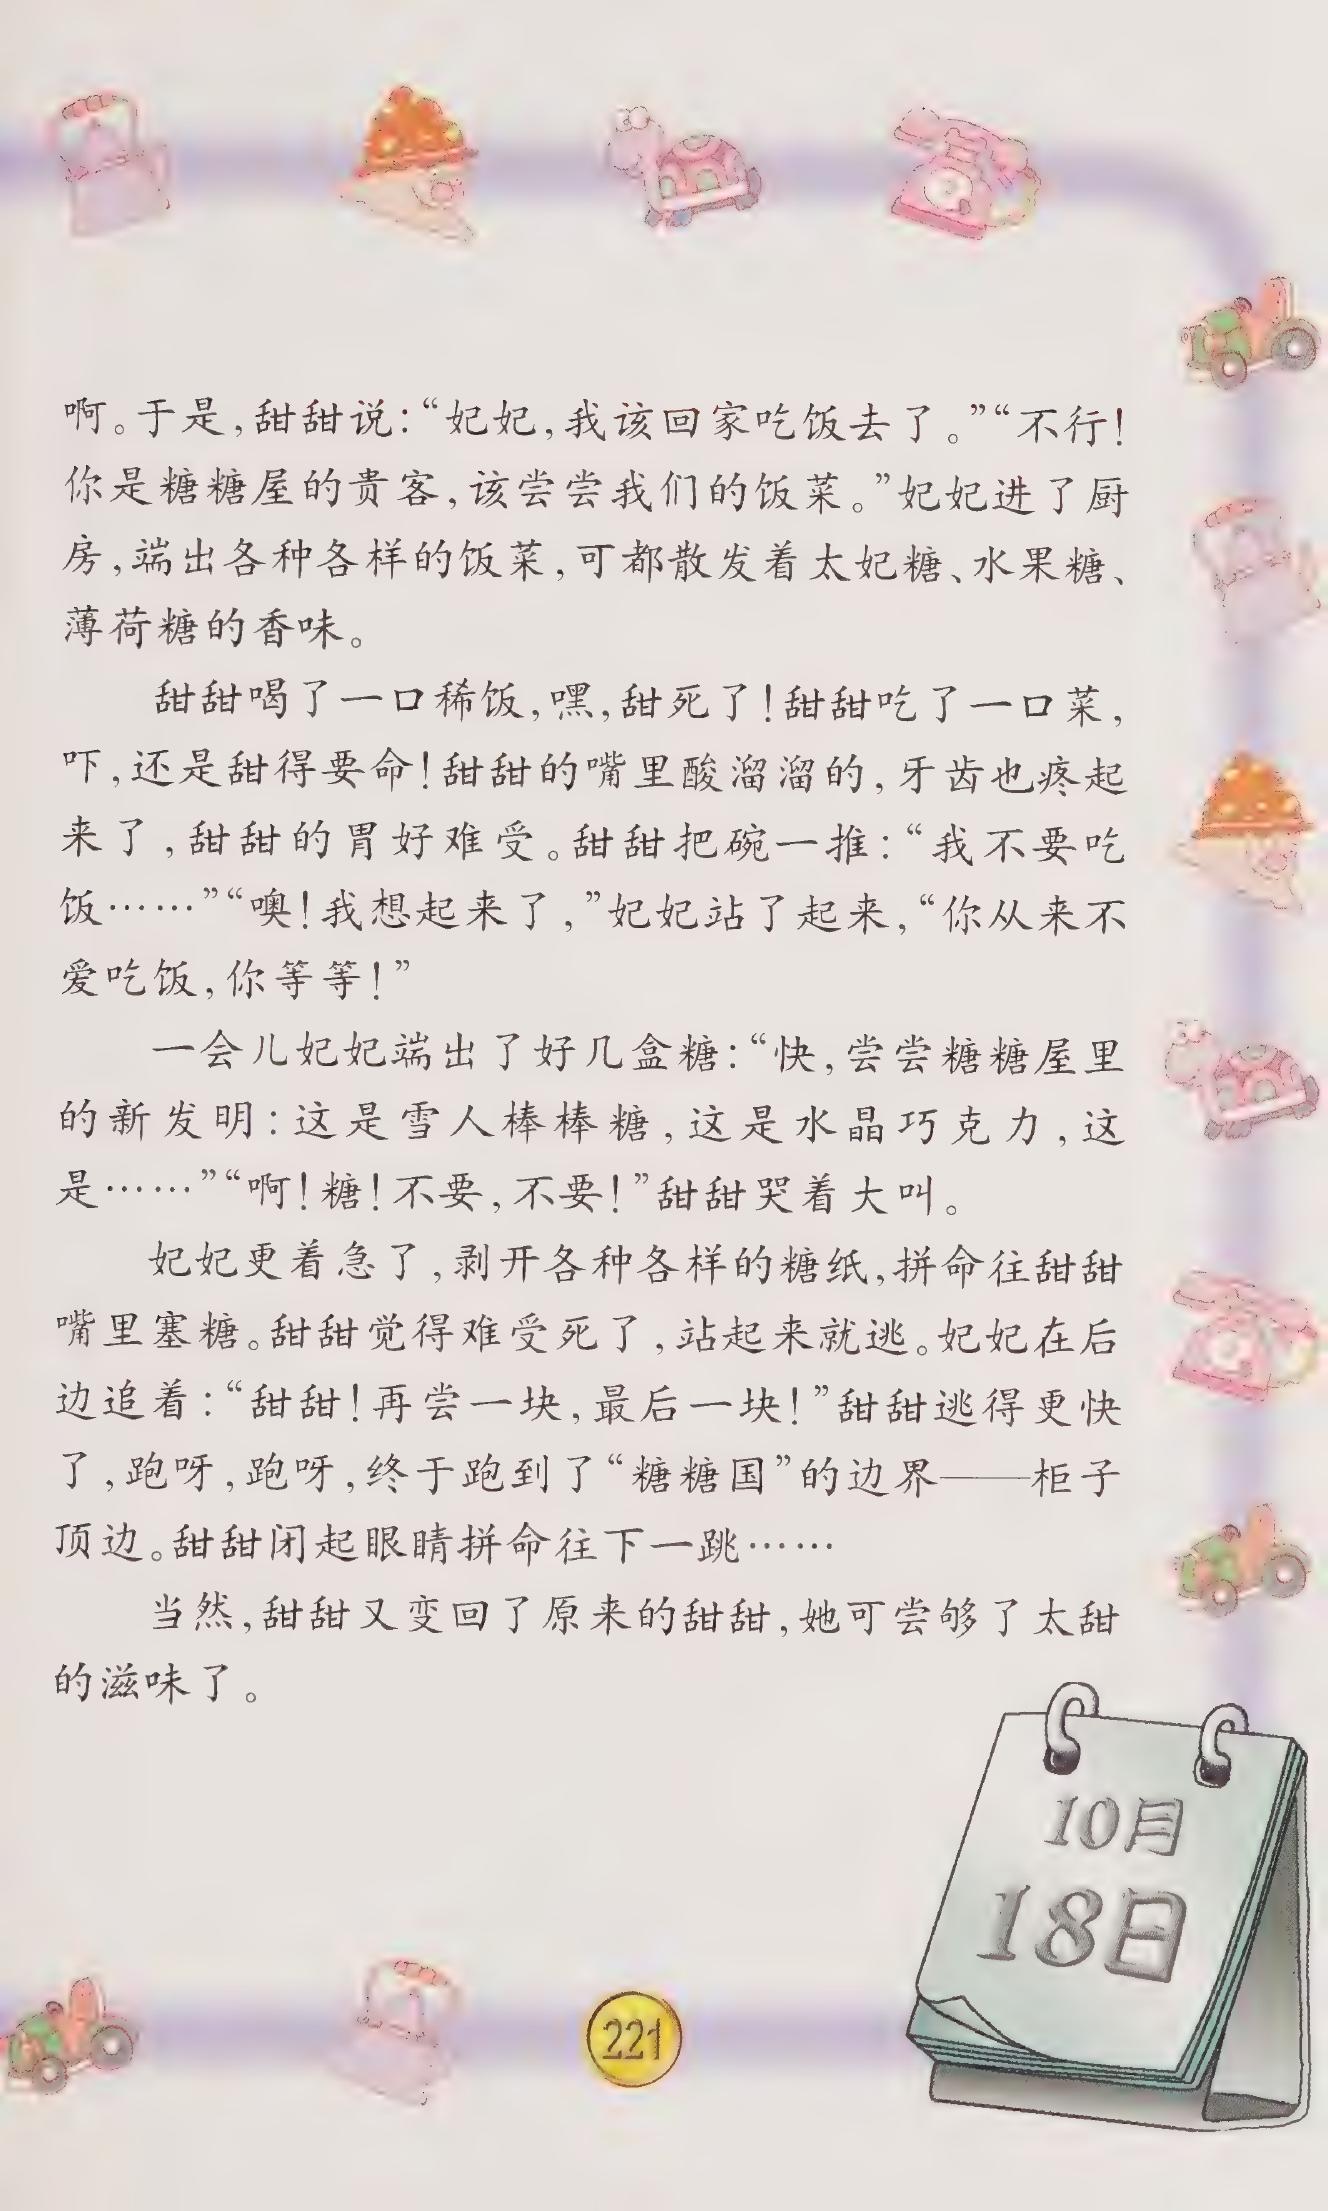 啊。于是,甜甜说:“妃妃,我该回家吃饭去了。”“不行!
你是糖糖屋的贵客,该尝尝我们的饭菜。”妃妃进了厨
房,端出各种各样的饭菜,可都散发着太妃糖、水果糖、
薄荷糖的香味。
甜甜喝了一口稀饭,嘿,甜死了!甜甜吃了一口菜,
吓,还是甜得要命!甜甜的嘴里酸溜溜的,牙齿也疼起
来了,甜甜的胃好难受。甜甜把碗一推:“我不要吃
饭……”“噢!我想起来了,”妃妃站了起来,“你从来不
爱吃饭,你等等!”
一会儿妃妃端出了好几盒糖:“快,尝尝糖糖屋里
的新发明:这是雪人棒棒糖,这是水晶巧克力,这
是……”“啊!糖!不要,不要!”甜甜哭着大叫。
妃妃更着急了,剥开各种各样的糖纸,拼命往甜甜
嘴里塞糖。甜甜觉得难受死了,站起来就逃。妃妃在后
边追着:“甜甜!再尝一块,最后一块!”甜甜逃得更快
了,跑呀,跑呀,终于跑到了“糖糖国”的边界——柜子
顶边。甜甜闭起眼睛拼命往下一跳……
当然,甜甜又变回了原来的甜甜,她可尝够了太甜
的滋味了。
10月
18日
221